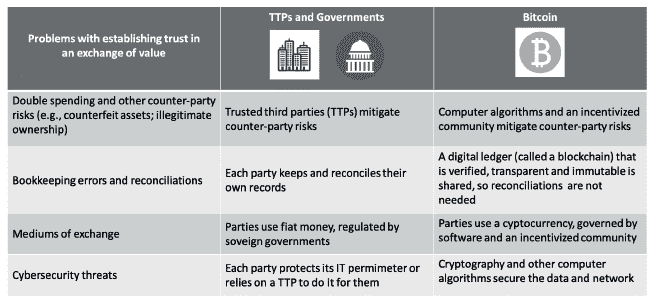 Problems with establishing trust in
an exchange of value
TTPs and Governments
Bitcoin
Double spending and other counter-party
risks (e.g., counterfeit assets; illegitimate
ownership)
Trusted third parties (TTPs) mitigate
counter-party risks
Computer algorithms and an incentivized
community mitigate counter-party risks
Bookkeeping errors and reconciliations
Each party keeps and reconciles their
own records
A digital ledger (called a blockchain) that
is verified, transparent and immutable is
shared, so reconciliations are not
needed
Mediums of exchange
Parties use fiat money, regulated by
soveign governments
Parties use a cyptocurrency, governed by
software and an incentivized community
Cybersecurity threats
Each party protects its IT permimeter or
relies on a TTP to do It for them
Cryptography and other computer
algorithms secure the data and network